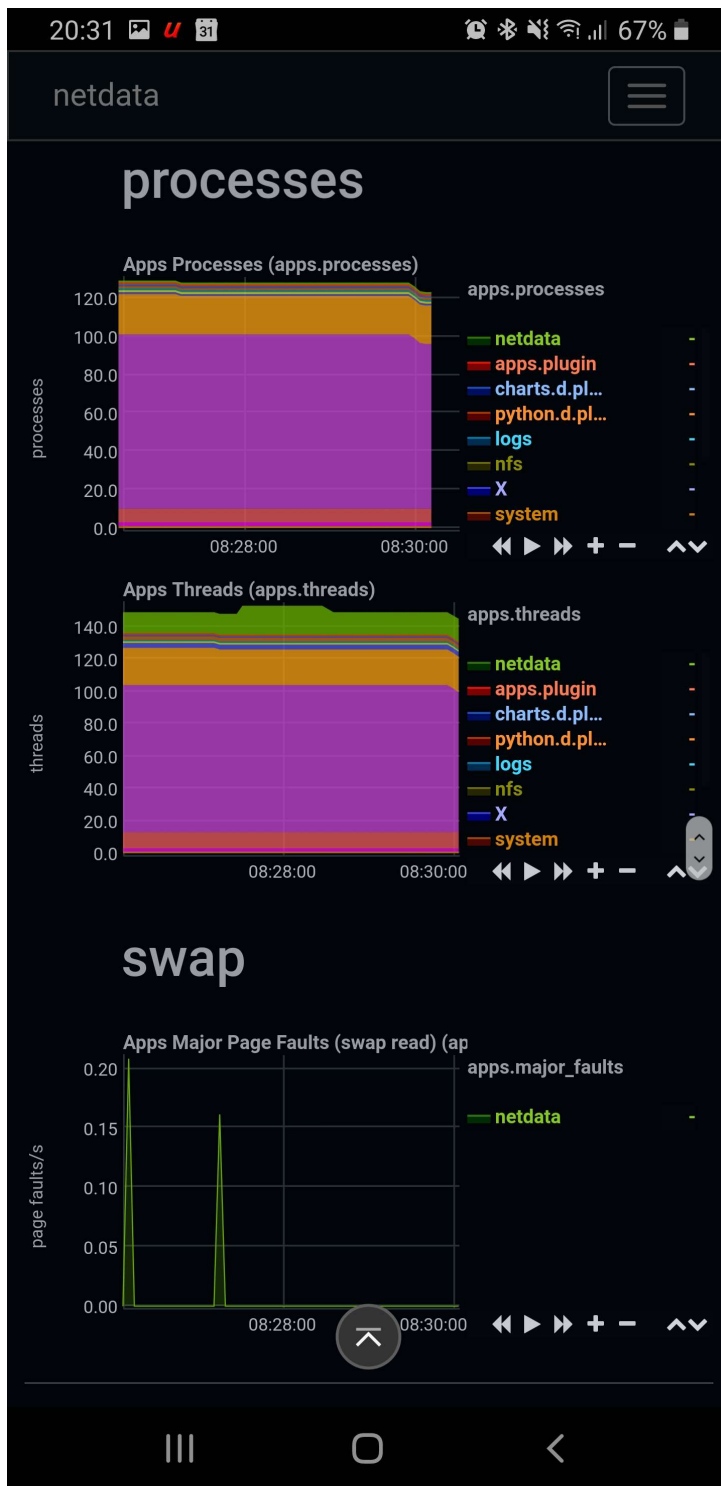 20:31 31 67%
netdata
processes
Apps Processes (apps.processes)
apps.processes
processes
120.0
100.0
80.0
60.0
40.0
20.0
0.0
08:28:00 08:30:00
netdata -
apps.plugin -
charts.d.pl... -
python.d.pl... -
logs -
nfs -
X -
system -
Apps Threads (apps.threads)
apps.threads
threads
140.0
120.0
100.0
80.0
60.0
40.0
20.0
0.0
08:28:00 08:30:00
netdata -
apps.plugin -
charts.d.pl... -
python.d.pl... -
logs -
nfs -
X -
system
swap
Apps Major Page Faults (swap read) (ap
apps.major_faults
page faults/s
0.20
0.15
0.10
0.05
0.00
08:28:00 08:30:00
netdata -